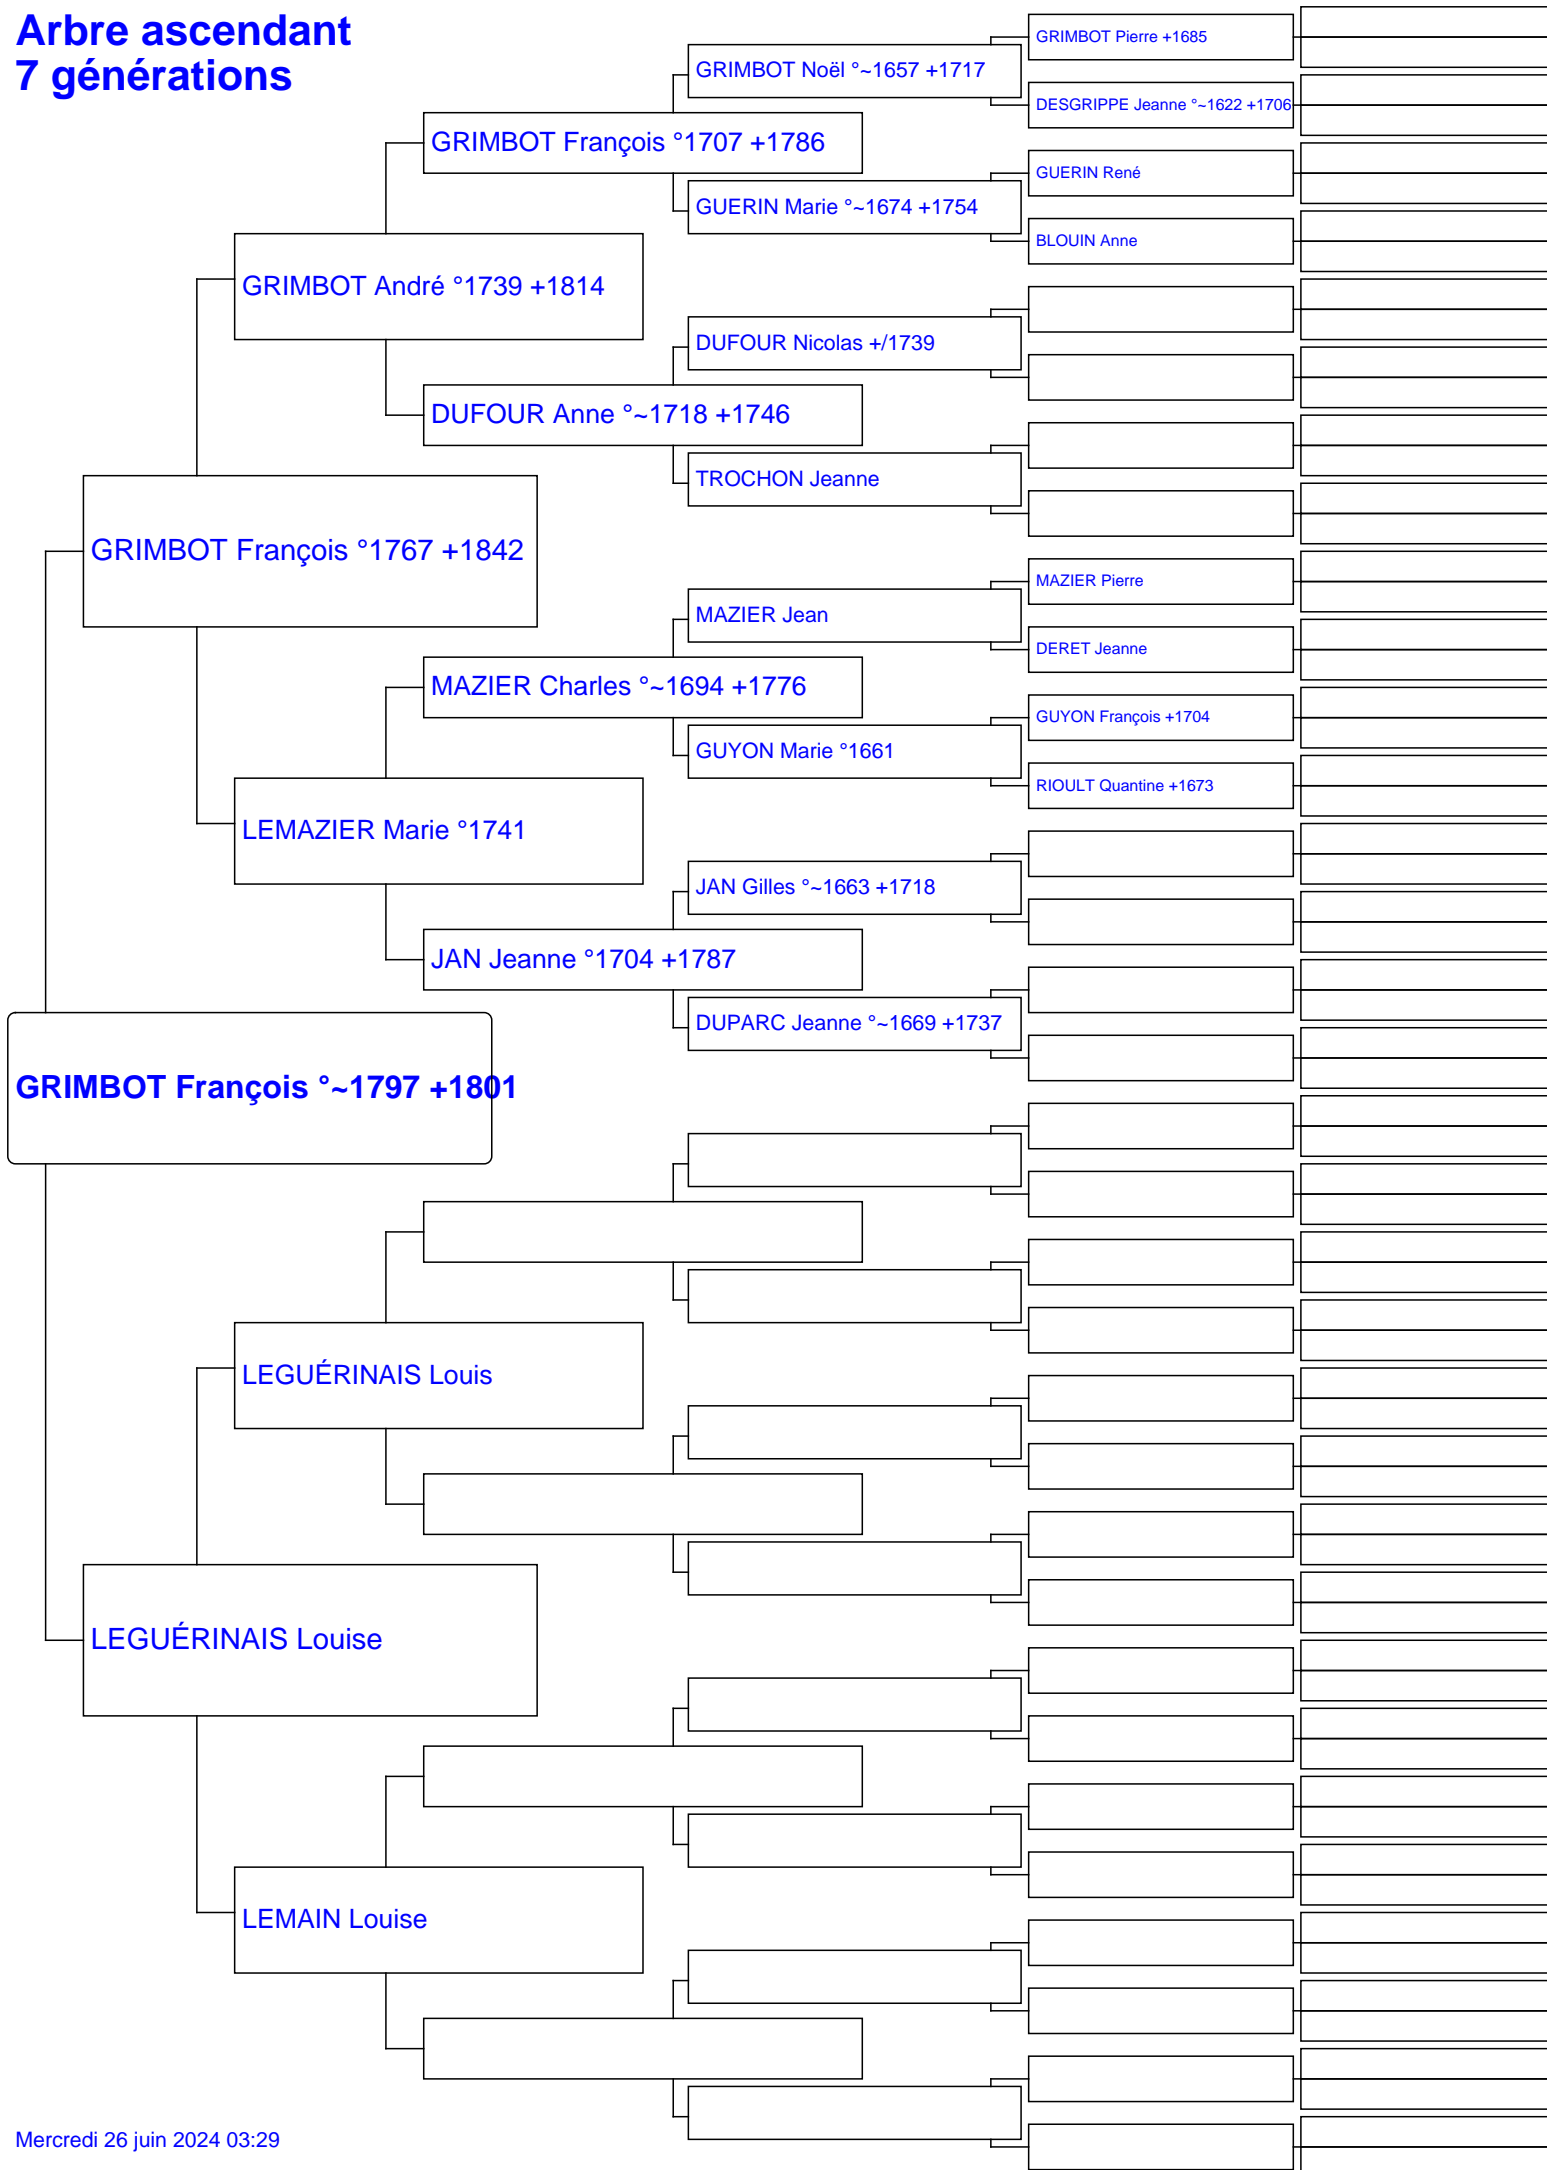 Arbre ascendant
7 générations
GRIMBOT Pierre +1685
GRIMBOT Noël °~1657 +1717
DESGRIPPE Jeanne °~1622 +1706
GRIMBOT François °1707 +1786
GUERIN René
GUERIN Marie °~1674 +1754
BLOUIN Anne
GRIMBOT André °1739 +1814
DUFOUR Nicolas +/1739
DUFOUR Anne °~1718 +1746
TROCHON Jeanne
GRIMBOT François °1767 +1842
MAZIER Pierre
MAZIER Jean
DERET Jeanne
MAZIER Charles °~1694 +1776
GUYON François +1704
GUYON Marie °1661
RIOULT Quantine +1673
LEMAZIER Marie °1741
JAN Gilles °~1663 +1718
JAN Jeanne °1704 +1787
DUPARC Jeanne °~1669 +1737
GRIMBOT François °~1797 +1801
LEGUÉRINAIS Louis
LEGUÉRINAIS Louise
LEMAIN Louise
Mercredi 26 juin 2024 03:29